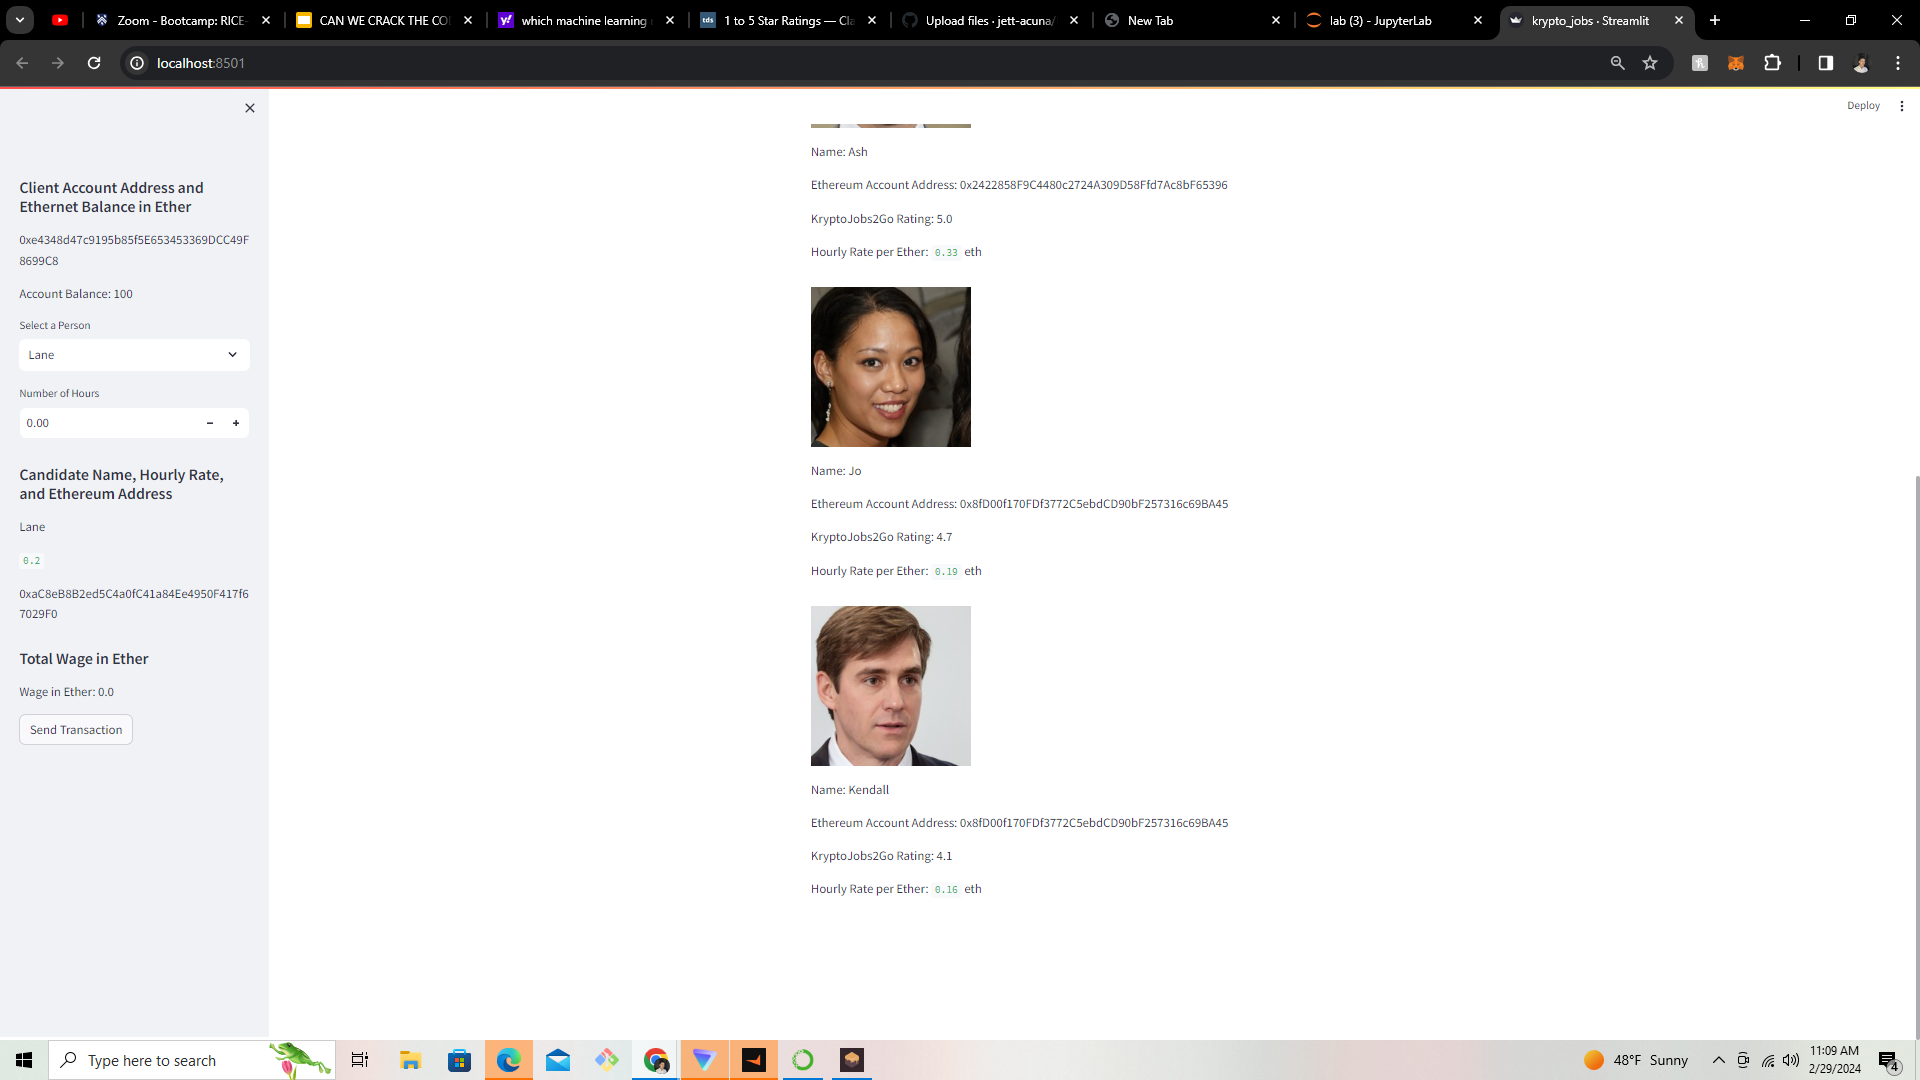 Zoom - Bootcamp: RICE-
CAN WE CRACK THE CO
which machine learning
tds
1 to 5 Star Ratings — Cla
Upload files · jett-acuna/
New Tab
lab (3) - JupyterLab
krypto_jobs · Streamlit
localhost:8501
Deploy
Client Account Address and
Ethernet Balance in Ether
0xe4348d47c9195b85f5E653453369DCC49F
8699C8
Account Balance: 100
Select a Person
Lane
Number of Hours
0.00
Candidate Name, Hourly Rate,
and Ethereum Address
Lane
0.2
0xaC8eB8B2ed5C4a0fC41a84Ee4950F417f6
7029F0
Total Wage in Ether
Wage in Ether: 0.0
Send Transaction
Name: Ash
Ethereum Account Address: 0x2422858F9C4480c2724A309D58Ffd7Ac8bF65396
KryptoJobs2Go Rating: 5.0
Hourly Rate per Ether: 0.33 eth
Name: Jo
Ethereum Account Address: 0x8fD00f170FDf3772C5ebdCD90bF257316c69BA45
KryptoJobs2Go Rating: 4.7
Hourly Rate per Ether: 0.19 eth
Name: Kendall
Ethereum Account Address: 0x8fD00f170FDf3772C5ebdCD90bF257316c69BA45
KryptoJobs2Go Rating: 4.1
Hourly Rate per Ether: 0.16 eth
Type here to search
48°F Sunny
11:09 AM
2/29/2024
4